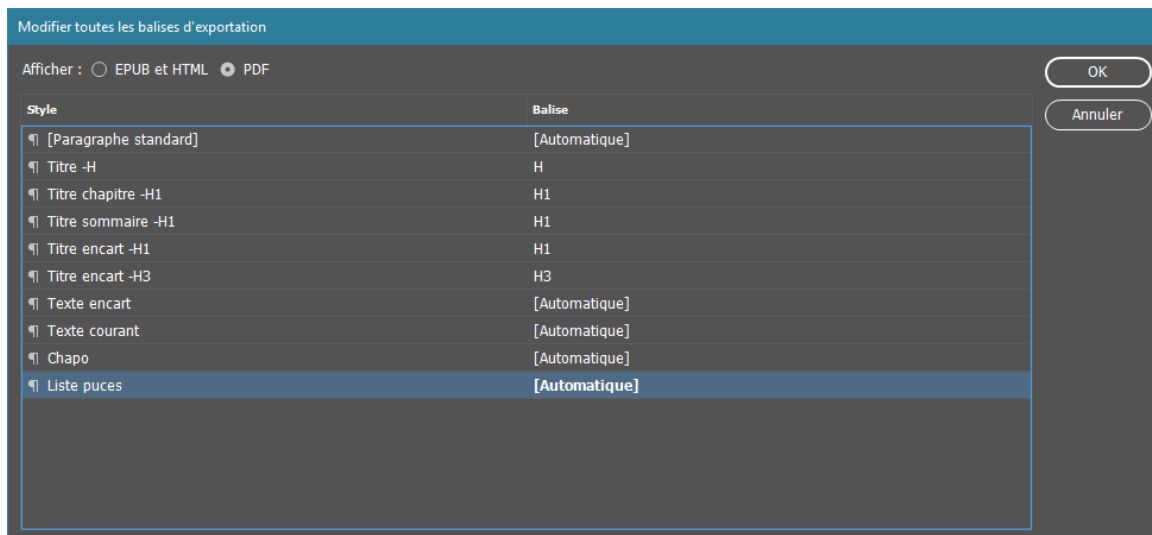 Modifier toutes les balises d'exportation
Afficher : EPUB et HTML PDF
OK
Annuler
Style Balise
¶ [Paragraphe standard] [Automatique]
¶ Titre -H H
¶ Titre chapitre -H1 H1
¶ Titre sommaire -H1 H1
¶ Titre encart -H1 H1
¶ Titre encart -H3 H3
¶ Texte encart [Automatique]
¶ Texte courant [Automatique]
¶ Chapo [Automatique]
¶ Liste puces [Automatique]